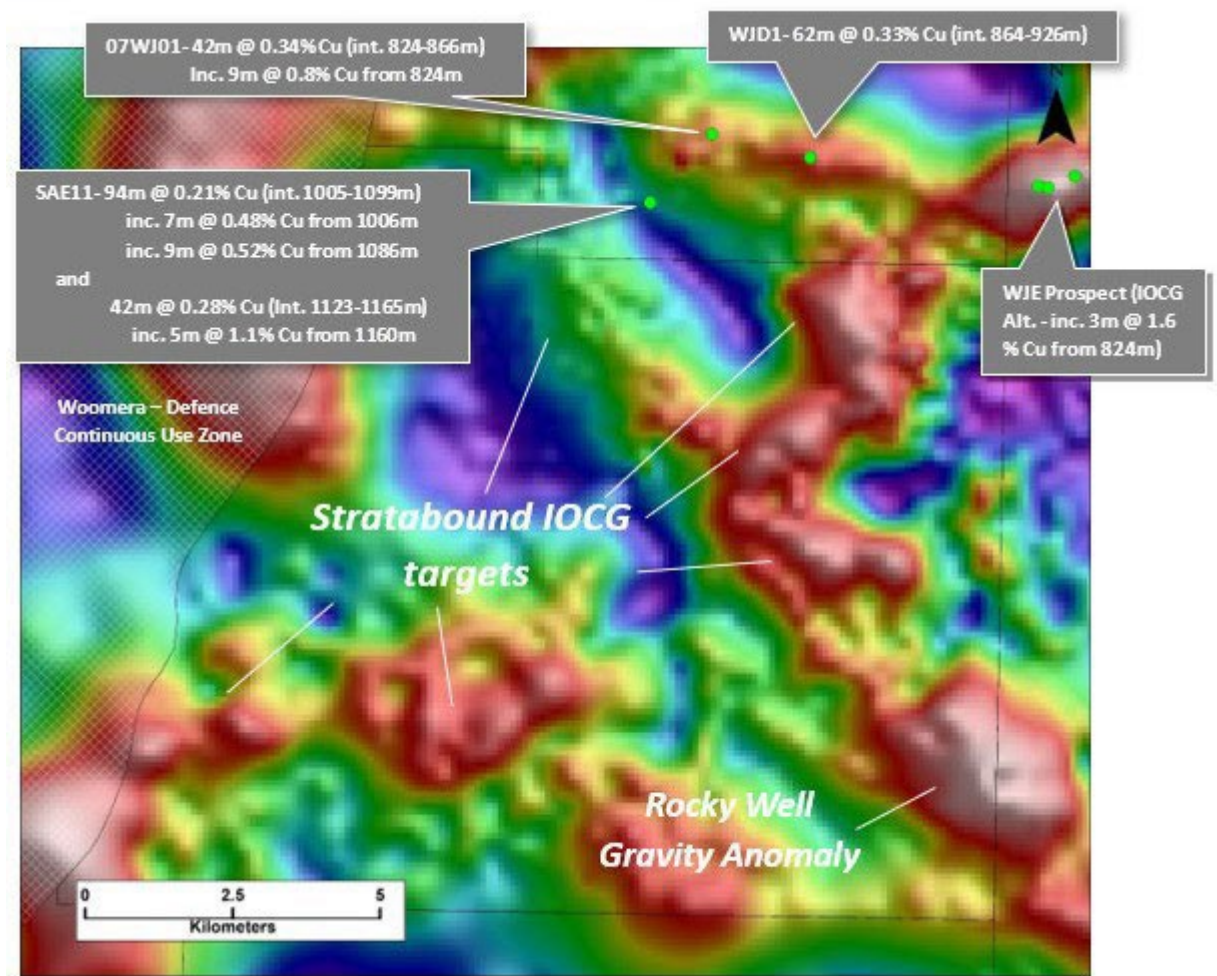 07WJ01- 42m @ 0.34% Cu (int. 824-866m)
Inc. 9m @ 0.8% Cu from 824m
WJD1- 62m @ 0.33% Cu (int. 864-926m)
N
SAE11- 94m @ 0.21% Cu (int. 1005-1099m)
inc. 7m @ 0.48% Cu from 1006m
inc. 9m @ 0.52% Cu from 1086m
and
42m @ 0.28% Cu (Int. 1123-1165m)
inc. 5m @ 1.1% Cu from 1160m
WJE Prospect (IOCG
Alt. - inc. 3m @ 1.6
% Cu from 824m)
Woomera – Defence
Continuous Use Zone
Stratabound IOCG
targets
Rocky Well
Gravity Anomaly
0 2.5 5
Kilometers